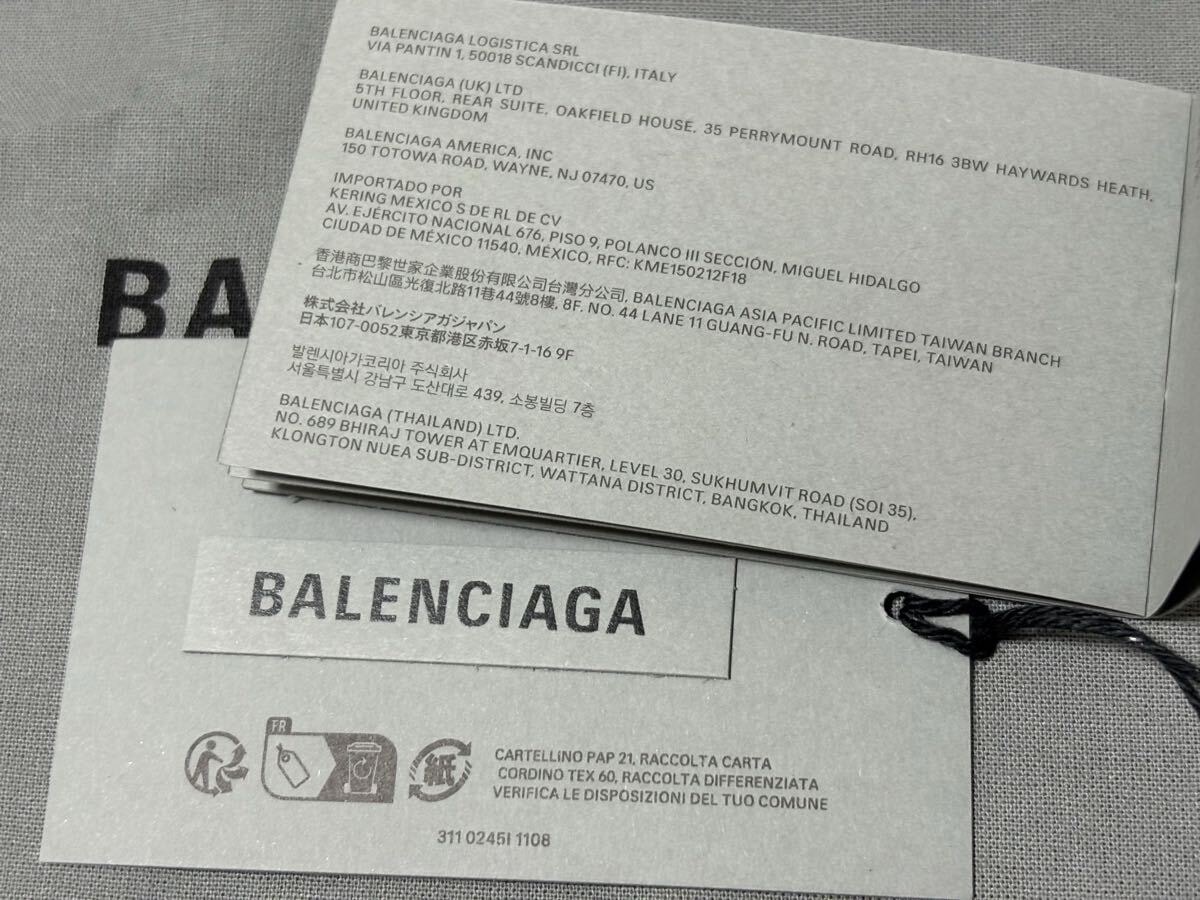 BALENCIAGA LOGISTICA SRL
VIA PANTIN 1, 50018 SCANDICCI (FI), ITALY
BALENCIAGA (UK) LTD
5TH FLOOR, REAR SUITE, OAKFIELD HOUSE, 35 PERRYMOUNT ROAD, RH16 3BW HAYWARDS HEATH,
UNITED KINGDOM
BALENCIAGA AMERICA, INC
150 TOTOWA ROAD, WAYNE, NJ 07470, US
IMPORTADO POR
KERING MEXICO S DE RL DE CV
AV. EJÉRCITO NACIONAL 676, PISO 9, POLANCO III SECCIÓN, MIGUEL HIDALGO
CIUDAD DE MÉXICO 11540, MÉXICO, RFC: KME150212F18
香港商巴黎世家企業股份有限公司台灣分公司, BALENCIAGA ASIA PACIFIC LIMITED TAIWAN BRANCH
台北市松山區光復北路11巷44號8樓, 8F. NO. 44 LANE 11 GUANG-FU N. ROAD, TAPEI, TAIWAN
株式会社バレンシアガジャパン
日本107-0052東京都港区赤坂7-1-16 9F
발렌시아가코리아 주식회사
서울특별시 강남구 도산대로 439, 소봉빌딩 7층
BALENCIAGA (THAILAND) LTD.
NO. 689 BHIRAJ TOWER AT EMQUARTIER, LEVEL 30, SUKHUMVIT ROAD (SOI 35),
KLONGTON NUEA SUB-DISTRICT, WATTANA DISTRICT, BANGKOK, THAILAND
BA
BALENCIAGA
FR
紙
CARTELLINO PAP 21, RACCOLTA CARTA
CORDINO TEX 60, RACCOLTA DIFFERENZIATA
VERIFICA LE DISPOSIZIONI DEL TUO COMUNE
311 0245I 1108